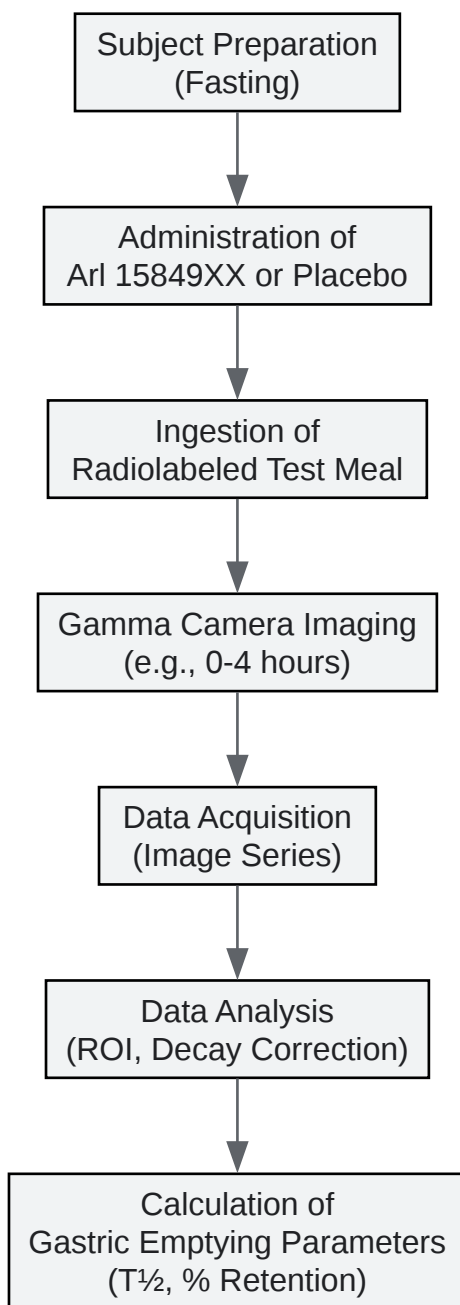 Subject Preparation
(Fasting)
Administration of
Arl 15849XX or Placebo
Ingestion of
Radiolabeled Test Meal
Gamma Camera Imaging
(e.g., 0-4 hours)
Data Acquisition
(Image Series)
Data Analysis
(ROI, Decay Correction)
Calculation of
Gastric Emptying Parameters
(T½, % Retention)